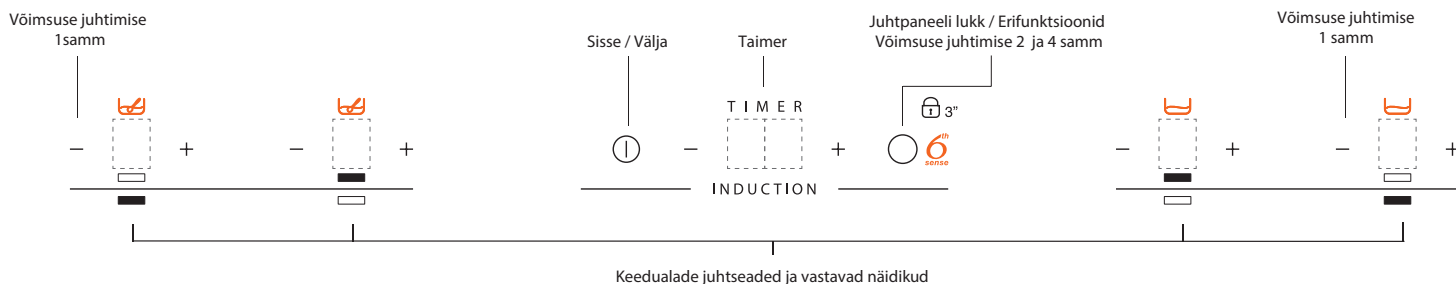 Võimsuse juhtimise
1samm
Sisse / Välja
Taimer
Juhtpaneeli lukk / Erifunktsioonid
Võimsuse juhtimise 2 ja 4 samm
Võimsuse juhtimise
1 samm
TIMER
3"
6th
sense
- +
- +
- +
- +
- +
INDUCTION
Keedualade juhtseaded ja vastavad näidikud